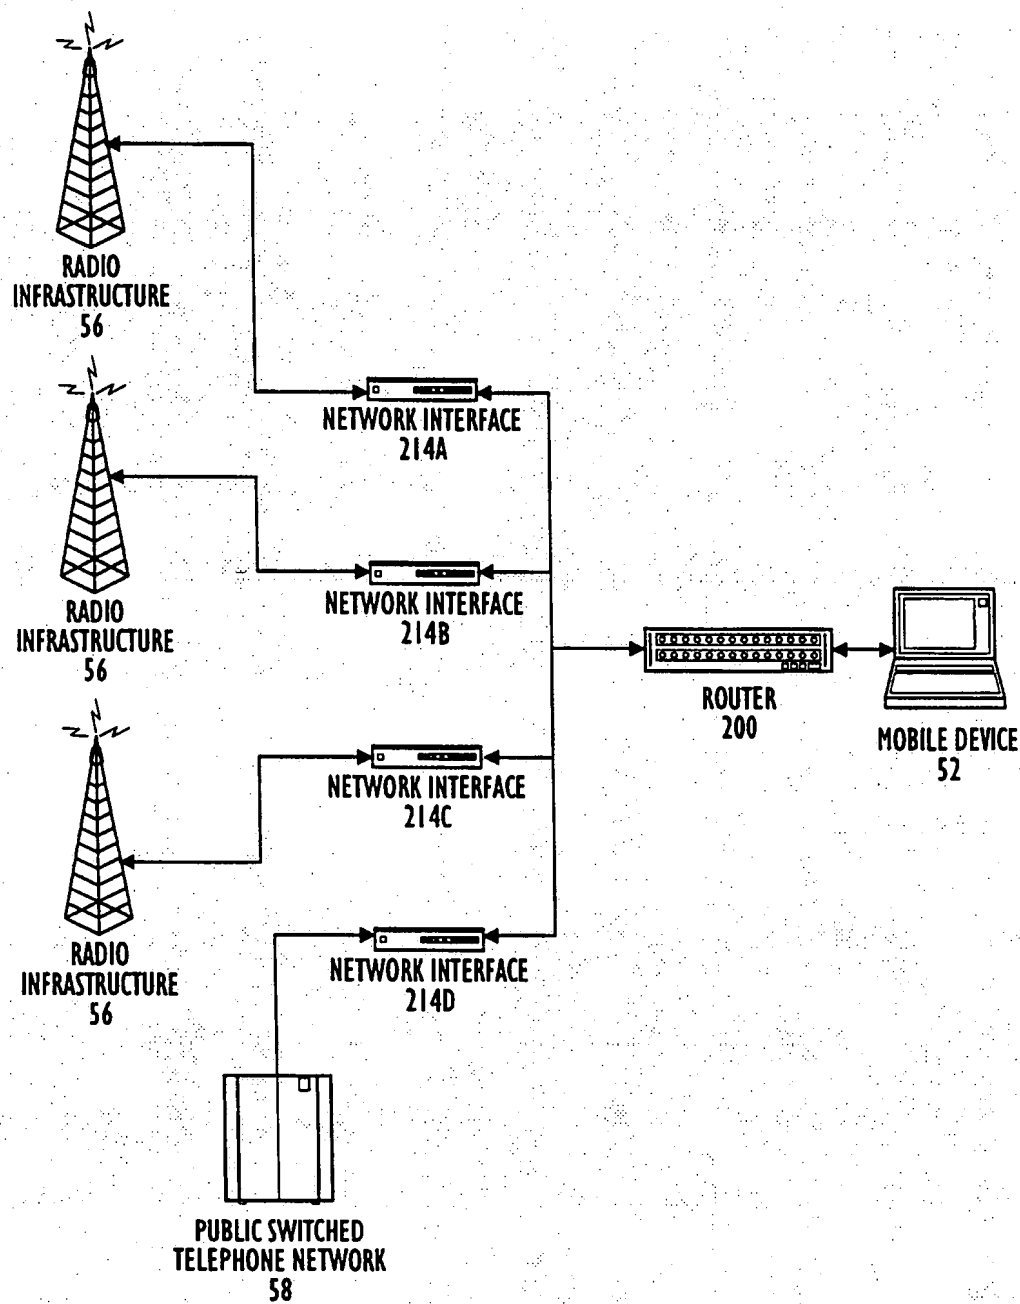 RADIO
INFRASTRUCTURE
56
NETWORK INTERFACE
214A
RADIO
INFRASTRUCTURE
56
NETWORK INTERFACE
214B
ROUTER
200
MOBILE DEVICE
52
NETWORK INTERFACE
214C
RADIO
INFRASTRUCTURE
56
NETWORK INTERFACE
214D
PUBLIC SWITCHED
TELEPHONE NETWORK
58